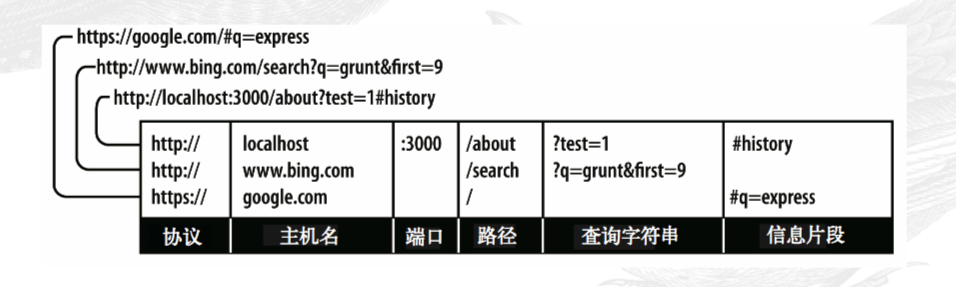 https://google.com/#q=express
http://www.bing.com/search?q=grunt&first=9
http://localhost:3000/about?test=1#history
http:// localhost :3000 /about ?test=1 #history
http:// www.bing.com /search ?q=grunt&first=9
https:// google.com / #q=express
协议 主机名 端口 路径 查询字符串 信息片段